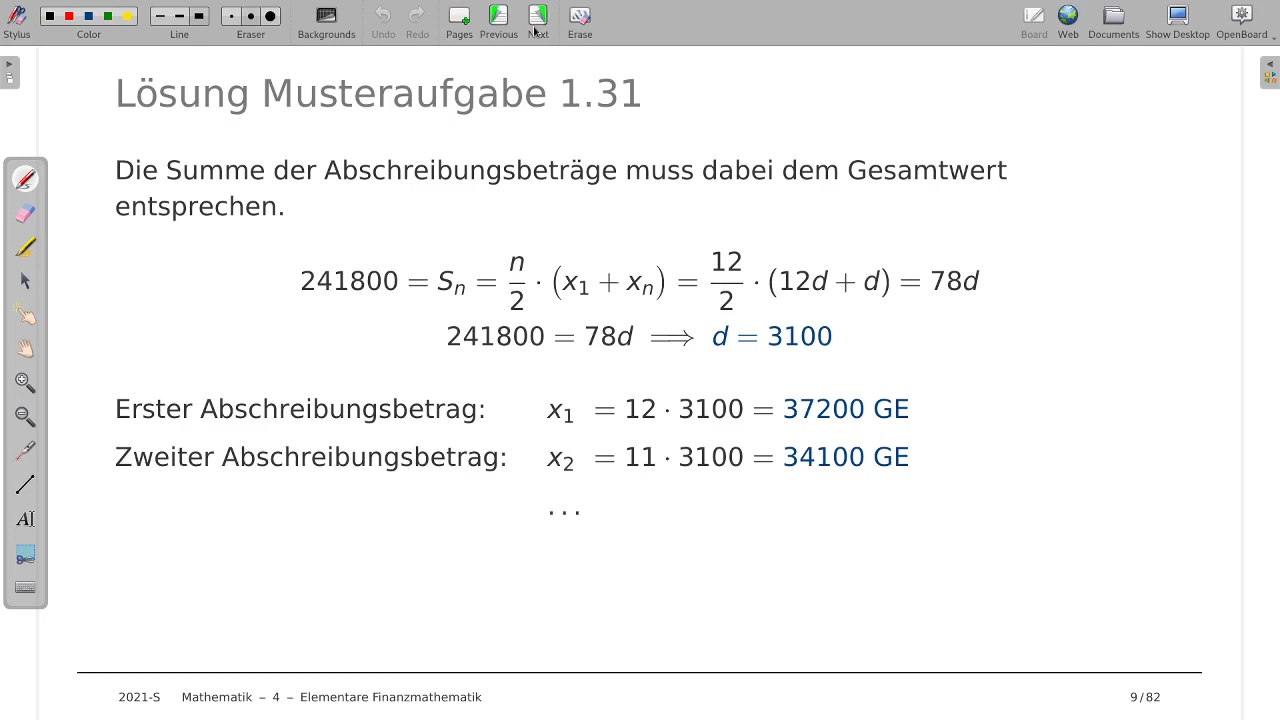 Stylus Color Line Eraser Backgrounds Undo Redo Pages Previous Next Erase Board Web Documents Show Desktop OpenBoard
Lösung Musteraufgabe 1.31
Die Summe der Abschreibungsbeträge muss dabei dem Gesamtwert
entsprechen.
241800 = Sₙ = n/2 · (x₁ + xₙ) = 12/2 · (12d + d) = 78d
241800 = 78d ⟹ d = 3100
Erster Abschreibungsbetrag: x₁ = 12 · 3100 = 37200 GE
Zweiter Abschreibungsbetrag: x₂ = 11 · 3100 = 34100 GE
...
2021-S Mathematik – 4 – Elementare Finanzmathematik 9 / 82